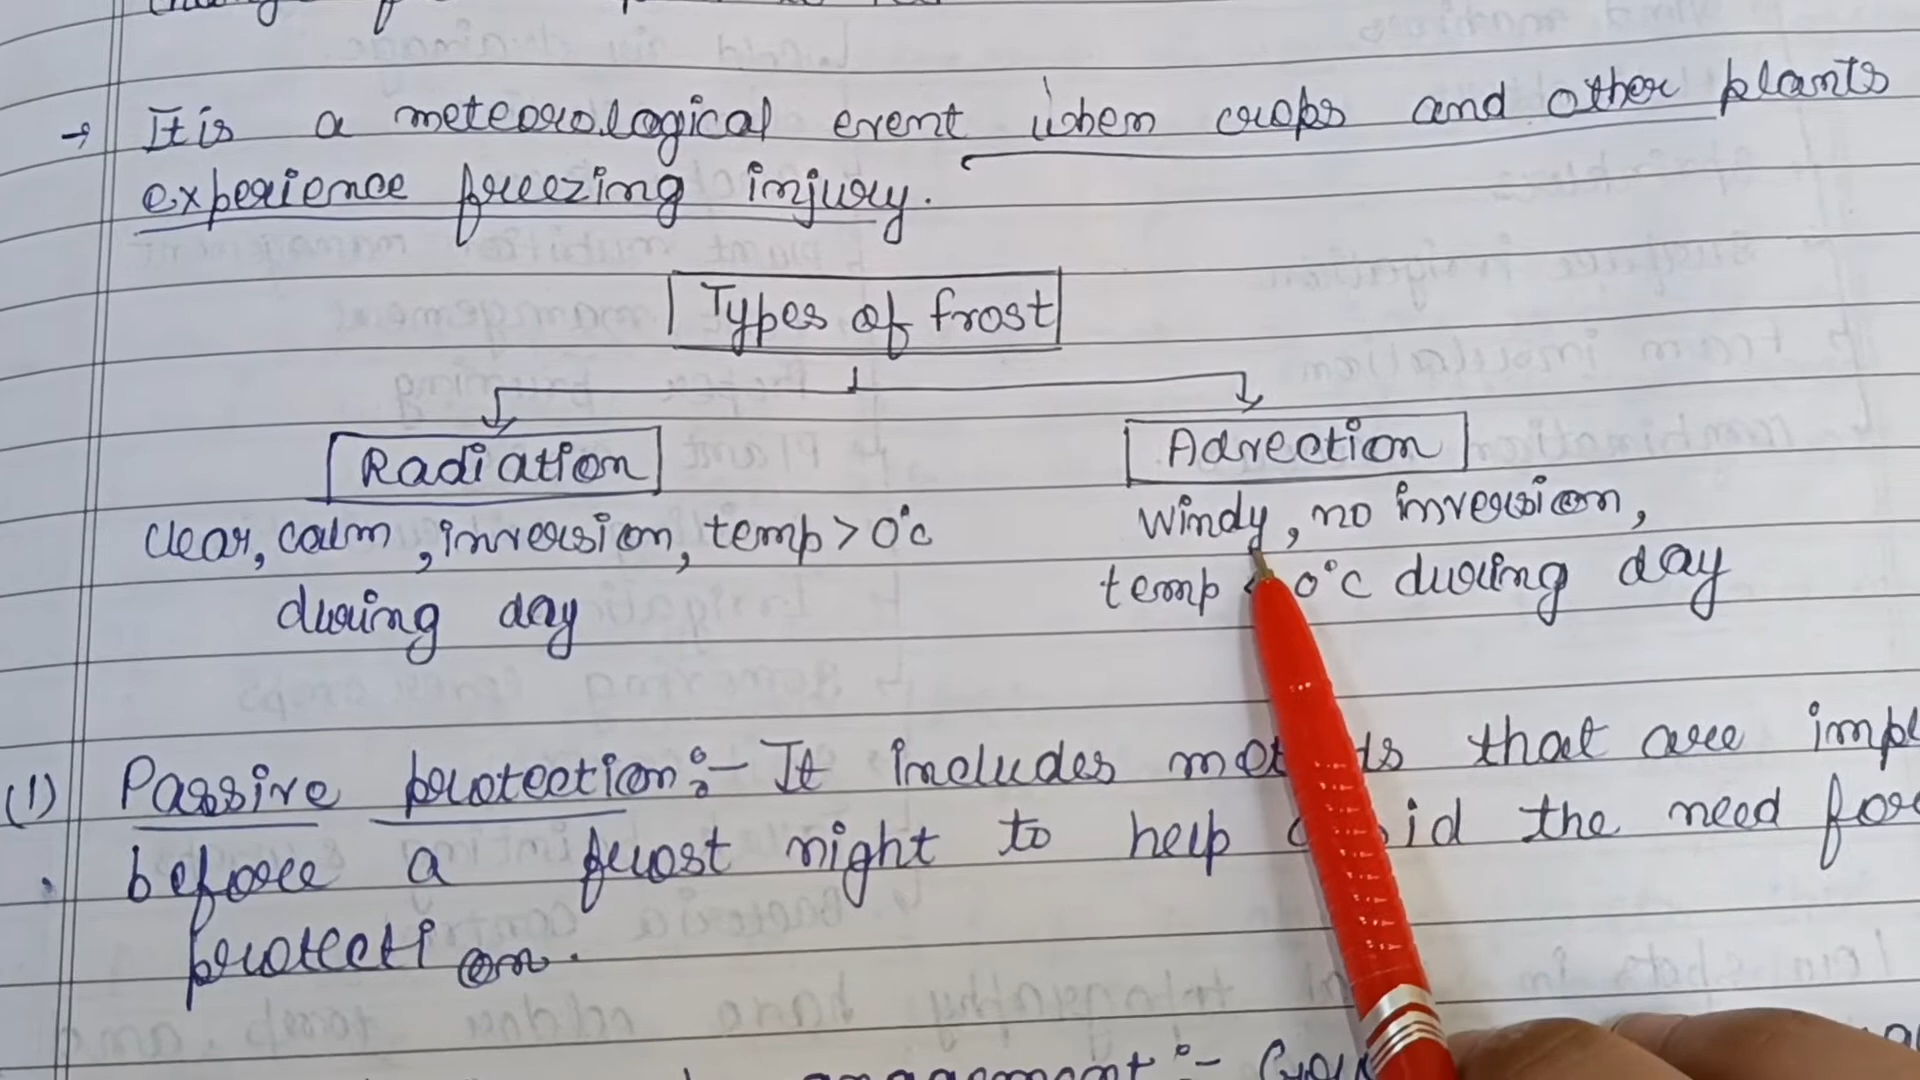 → It is a meteorological event when crops and other plants
experience freezing injury.
Types of frost
Radiation
Advection
clear, calm, inversion, temp > 0°c
during day
windy, no inversion,
temp < 0°c during day
(1) Passive protection :- It includes that are
before a frost night to help the need for
protection.